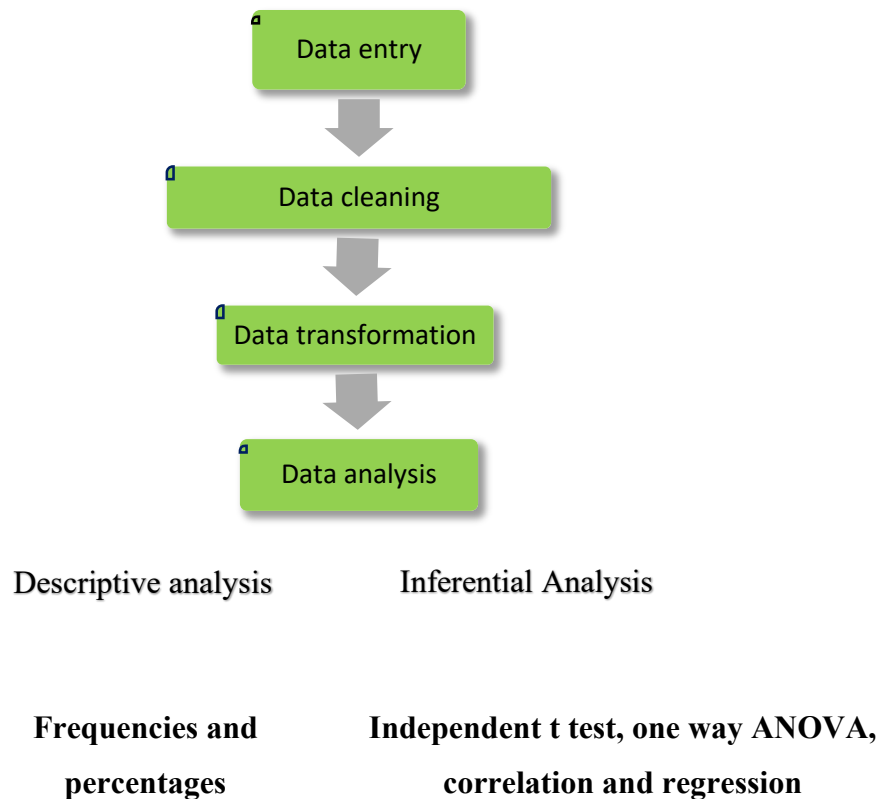 Data entry
Data cleaning
Data transformation
Data analysis
Descriptive analysis
Inferential Analysis
Frequencies and
percentages
Independent t test, one way ANOVA,
correlation and regression